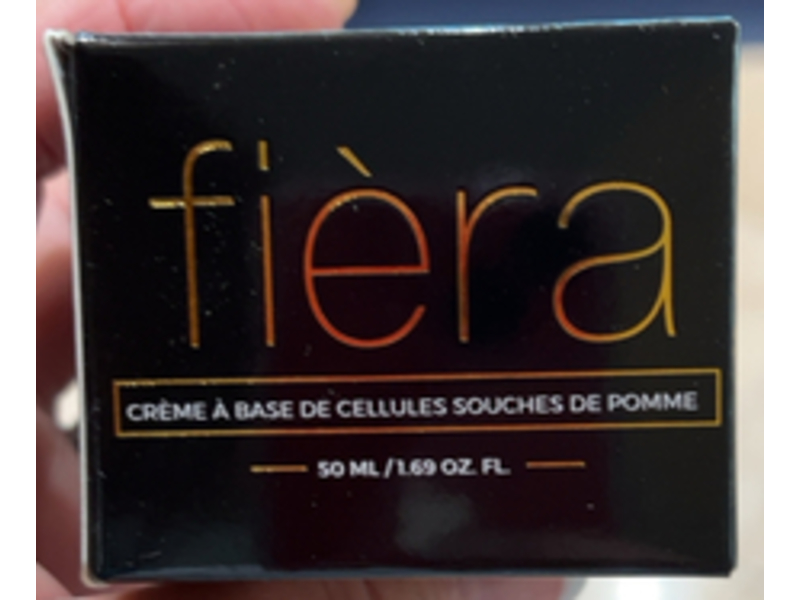 fièra
CRÈME À BASE DE CELLULES SOUCHES DE POMME
50 ML / 1.69 OZ. FL.